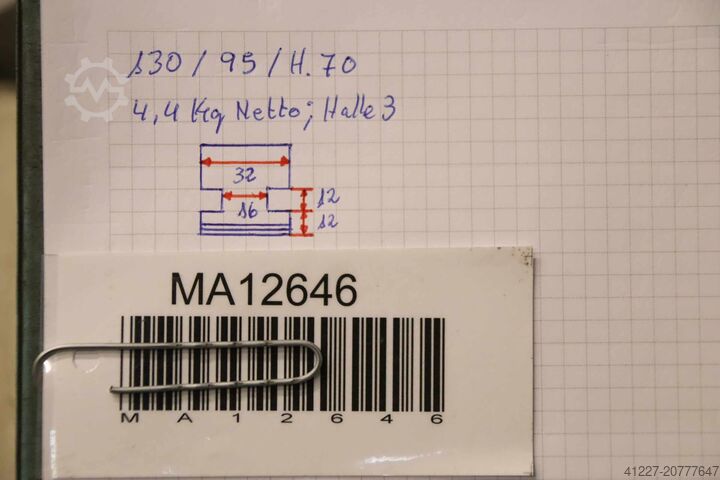 130 / 95 / H. 70
4,4 Kg Netto; Halle 3
32
12
16
12
MA12646
M A 1 2 6 4 6
41227-20777647